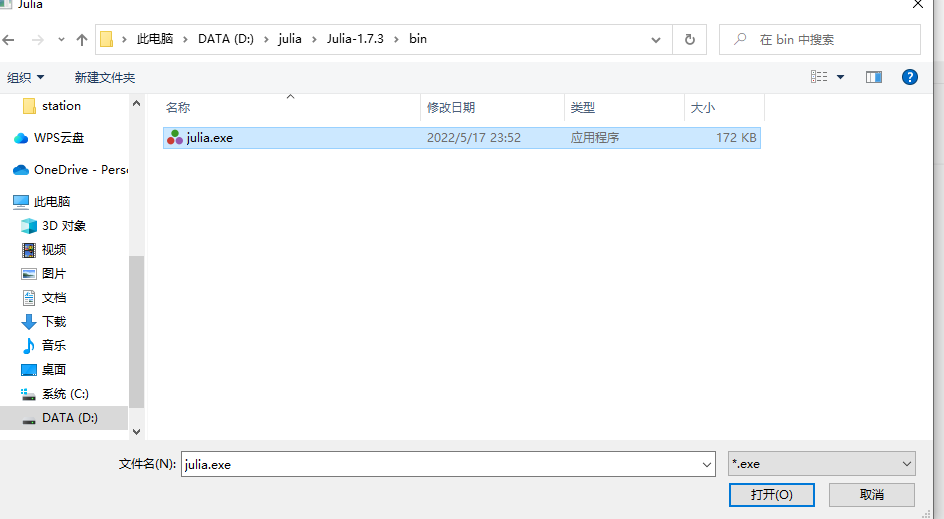 Julia
此电脑 DATA (D:) julia Julia-1.7.3 bin
在 bin 中搜索
组织 新建文件夹
名称 修改日期 类型 大小
julia.exe 2022/5/17 23:52 应用程序 172 KB
station
WPS云盘
OneDrive - Perso
此电脑
3D 对象
视频
图片
文档
下载
音乐
桌面
系统 (C:)
DATA (D:)
文件名(N): julia.exe
*.exe
打开(O) 取消